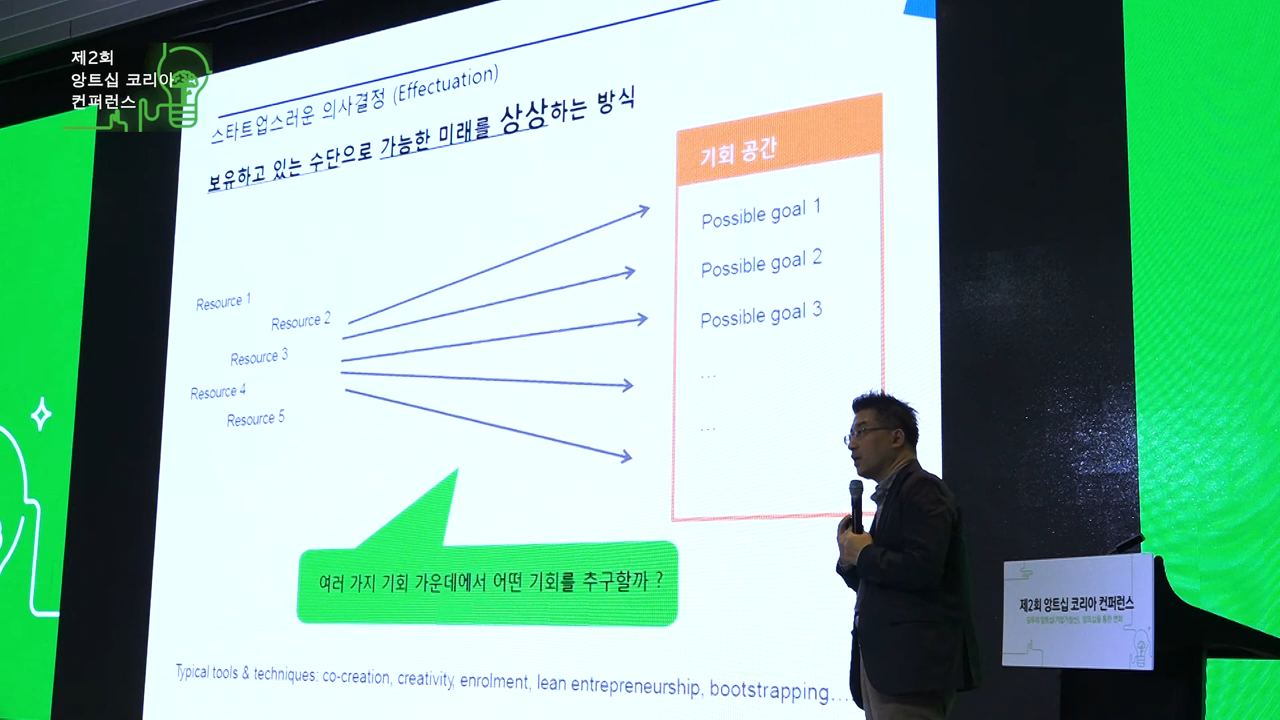 제2회
앙트십 코리아
컨퍼런스
스타트업스러운 의사결정 (Effectuation)
보유하고 있는 수단으로 가능한 미래를 상상하는 방식
기회 공간
Possible goal 1
Possible goal 2
Possible goal 3
...
...
Resource 1
Resource 2
Resource 3
Resource 4
Resource 5
여러 가지 기회 가운데에서 어떤 기회를 추구할까 ?
Typical tools & techniques: co-creation, creativity, enrolment, lean entrepreneurship, bootstrapping....
제2회 앙트십 코리아 컨퍼런스